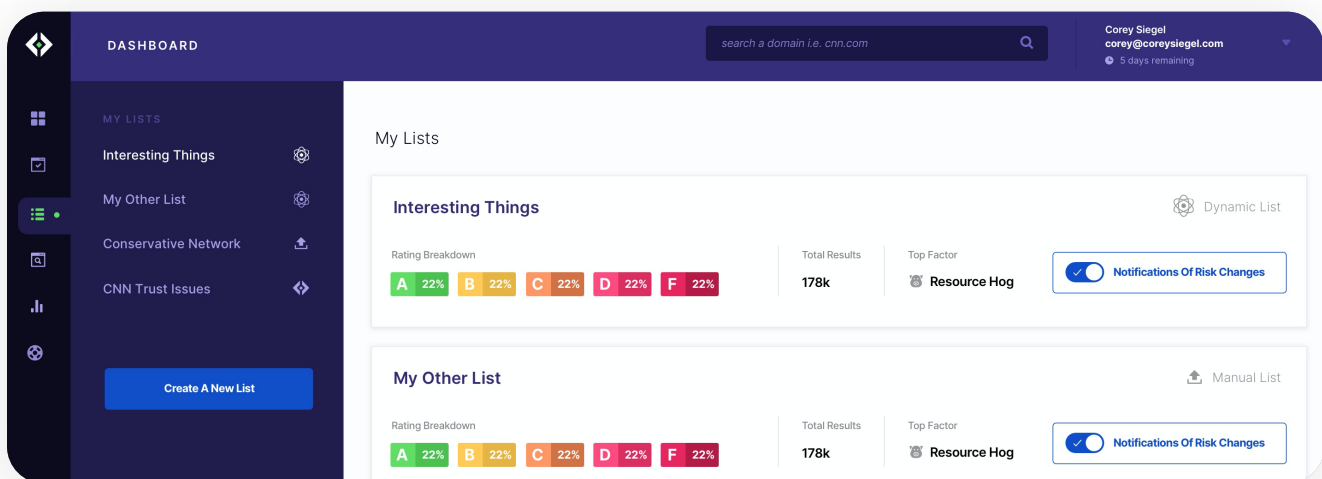 DASHBOARD
search a domain i.e. cnn.com
Corey Siegel
corey@coreysiegel.com
5 days remaining
MY LISTS
Interesting Things
My Other List
Conservative Network
CNN Trust Issues
Create A New List
My Lists
Interesting Things
Dynamic List
Rating Breakdown
A 22% B 22% C 22% D 22% F 22%
Total Results
178k
Top Factor
Resource Hog
Notifications Of Risk Changes
My Other List
Manual List
Rating Breakdown
A 22% B 22% C 22% D 22% F 22%
Total Results
178k
Top Factor
Resource Hog
Notifications Of Risk Changes